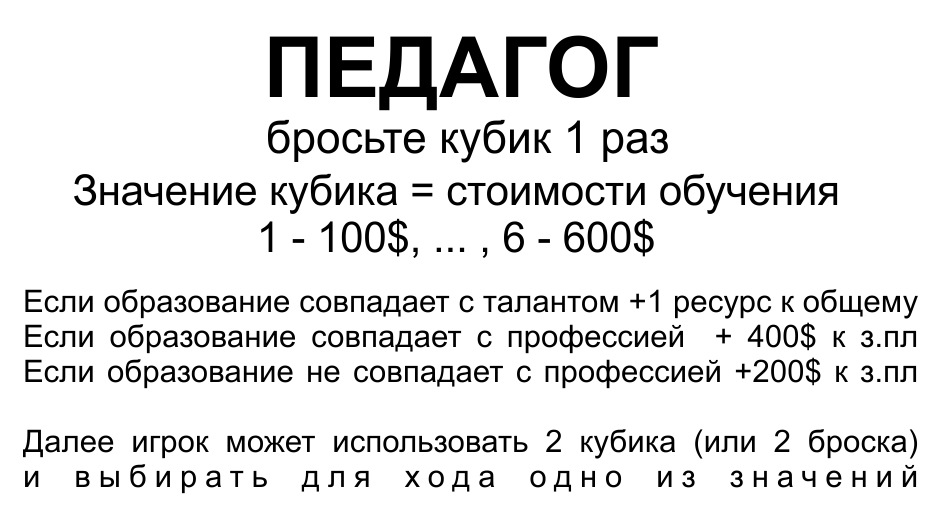 ПЕДАГОГ
бросьте кубик 1 раз
Значение кубика = стоимости обучения
1 - 100$, ... , 6 - 600$
Если образование совпадает с талантом +1 ресурс к общему
Если образование совпадает с профессией + 400$ к з.пл
Если образование не совпадает с профессией +200$ к з.пл
Далее игрок может использовать 2 кубика (или 2 броска)
и выбирать для хода одно из значений